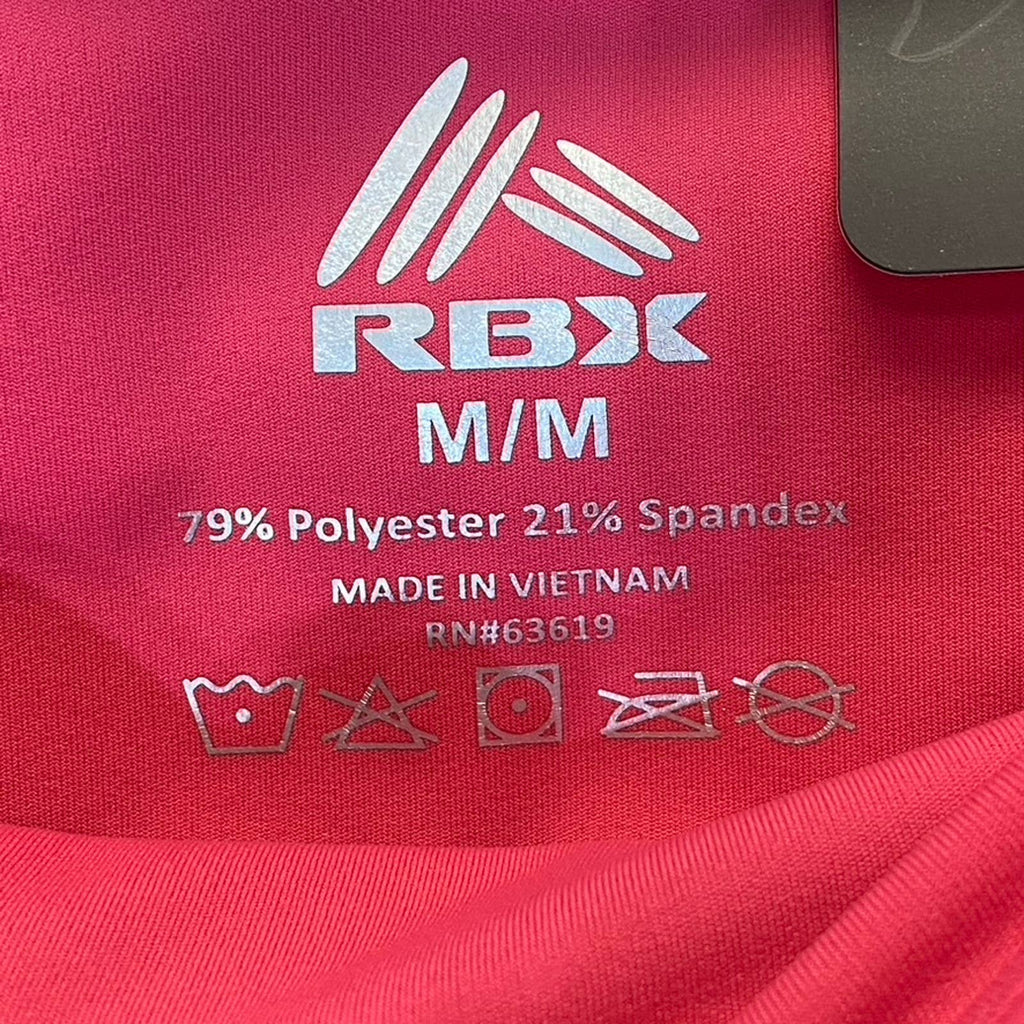 RBX
M/M
79% Polyester 21% Spandex
MADE IN VIETNAM
RN#63619